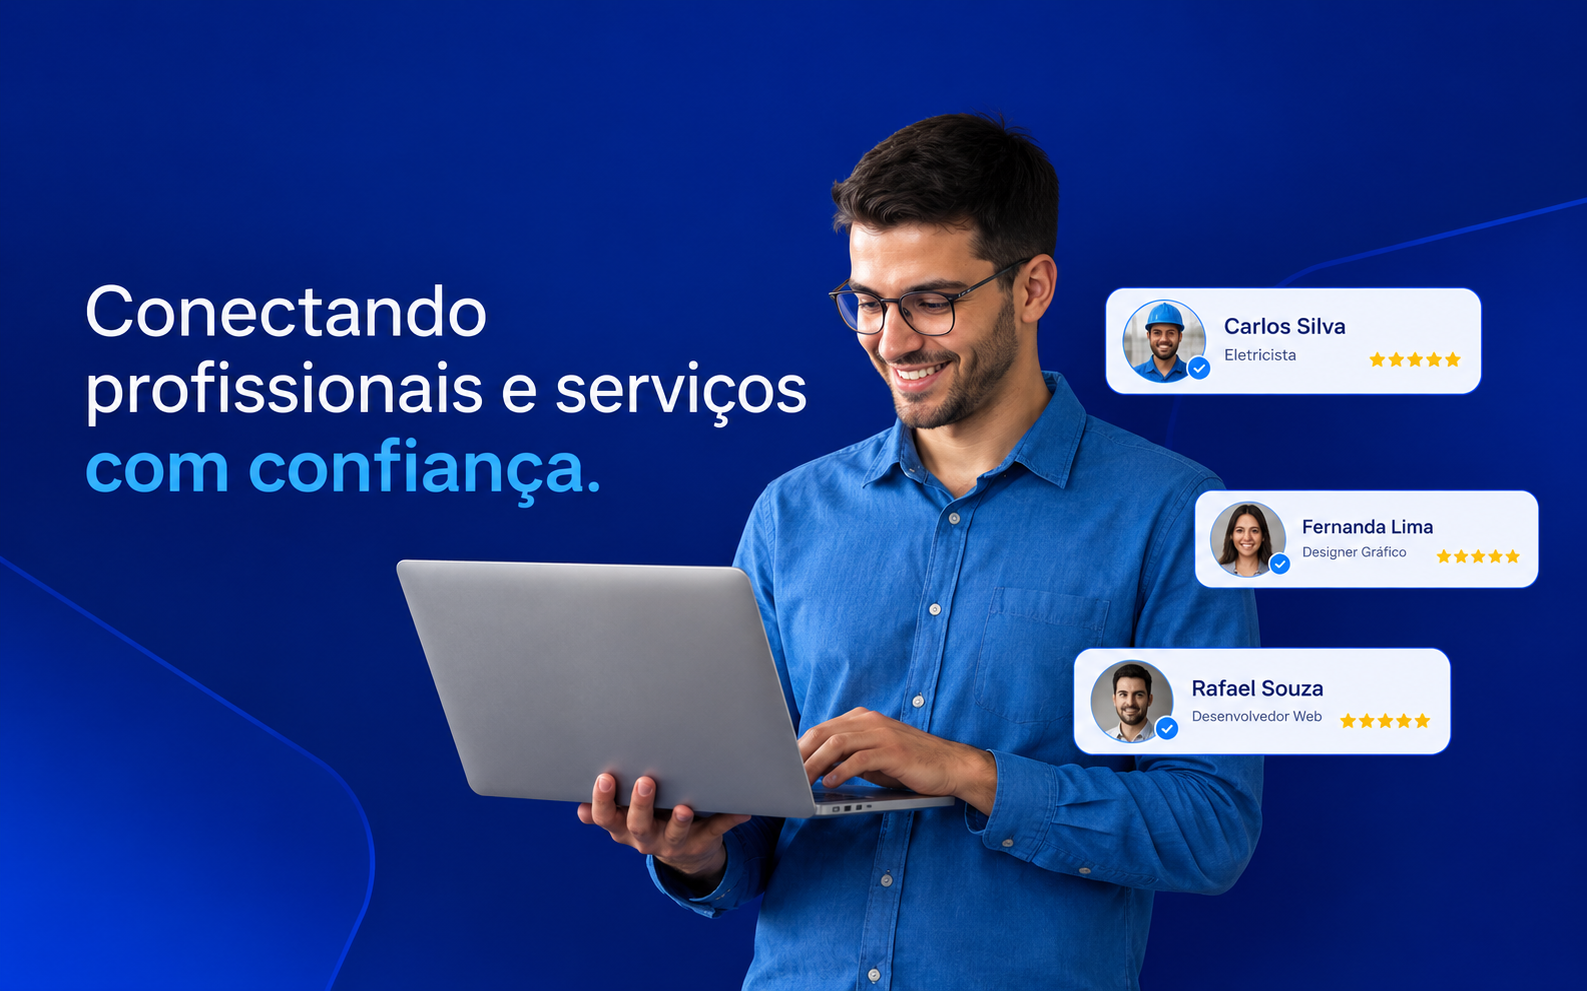 Conectando
profissionais e serviços
com confiança.
Carlos Silva
Eletricista
Fernanda Lima
Designer Gráfico
Rafael Souza
Desenvolvedor Web